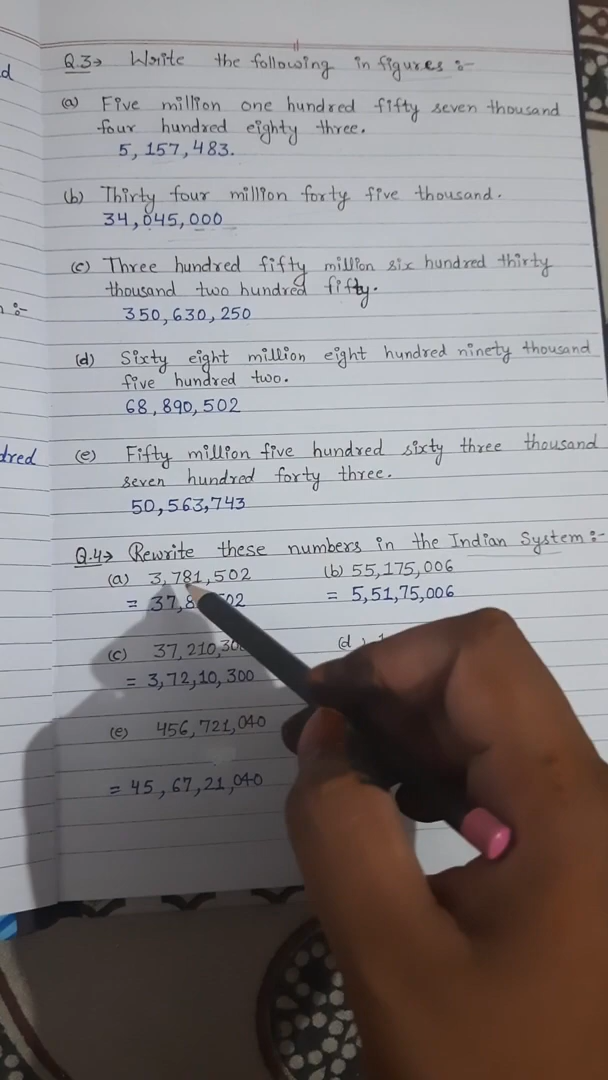 d
Q.3→ Write the following in figures :-
(a) Five million one hundred fifty seven thousand
four hundred eighty three.
5, 157, 483.
(b) Thirty four million forty five thousand.
34,045,000
(c) Three hundred fifty million six hundred thirty
thousand two hundred fifty.
350,630,250
(d) Sixty eight million eight hundred ninety thousand
five hundred two.
68,890,502
dred (e) Fifty million five hundred sixty three thousand
seven hundred forty three.
50,563,743
Q.4→ Rewrite these numbers in the Indian System :-
(a) 3,781,502 (b) 55,175,006
= 37,8 502 = 5,51,75,006
(c) 37,210,300 (d)
= 3,72,10,300
(e) 456,721,040
= 45,67,21,040